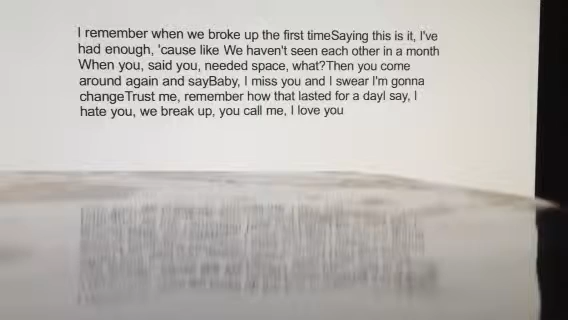 I remember when we broke up the first timeSaying this is it, I've
had enough, 'cause like We haven't seen each other in a month
When you, said you, needed space, what?Then you come
around again and sayBaby, I miss you and I swear I'm gonna
changeTrust me, remember how that lasted for a dayI say, I
hate you, we break up, you call me, I love you